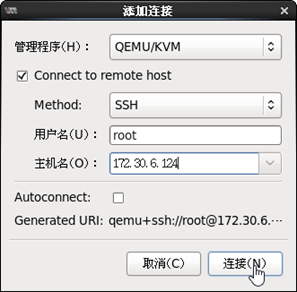 添加连接
管理程序(H): QEMU/KVM
Connect to remote host
Method: SSH
用户名(U): root
主机名(O): 172.30.6.124
Autoconnect:
Generated URI: qemu+ssh://root@172.30.6.…
取消(C) 连接(N)